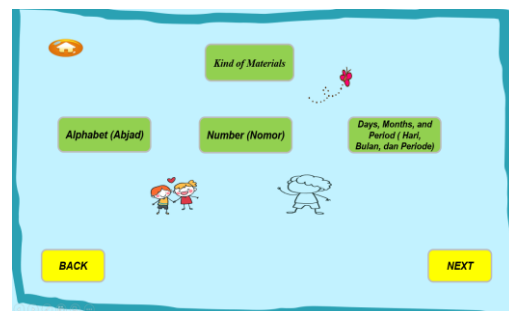 Kind of Materials
Alphabet (Abjad)
Number (Nomor)
Days, Months, and
Period ( Hari,
Bulan, dan Periode)
BACK
NEXT